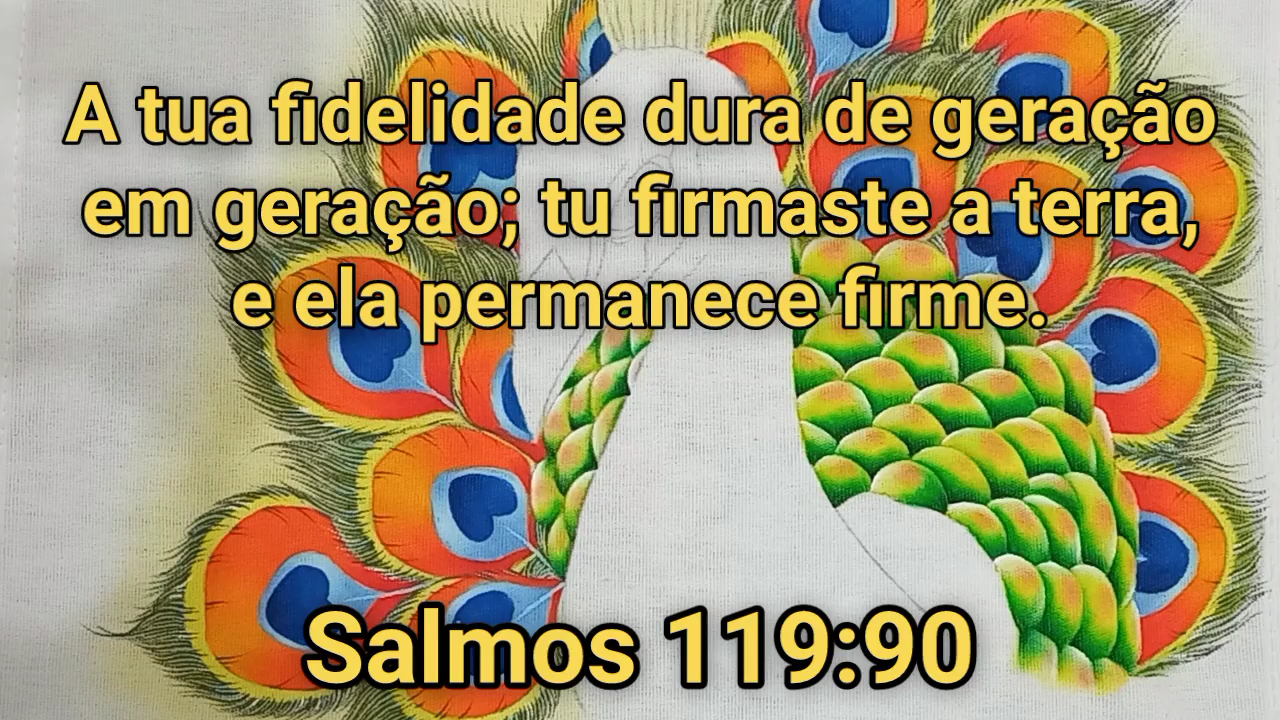 A tua fidelidade dura de geração
em geração; tu firmaste a terra,
e ela permanece firme.
Salmos 119:90